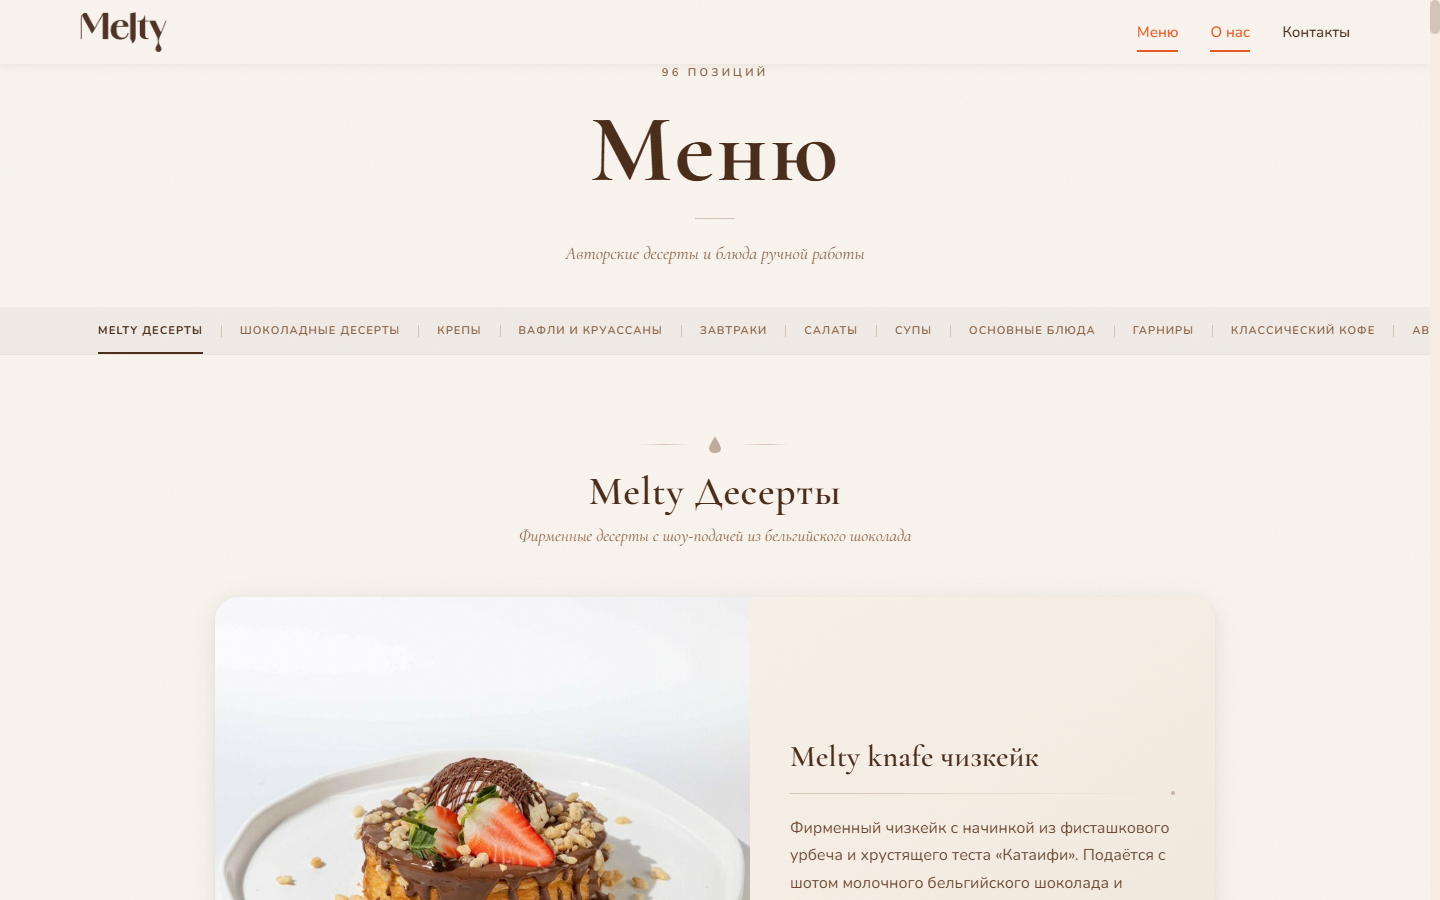 Melty
Меню
О нас
Контакты
96 ПОЗИЦИЙ
Меню
Авторские десерты и блюда ручной работы
MELTY ДЕСЕРТЫ
ШОКОЛАДНЫЕ ДЕСЕРТЫ
КРЕПЫ
ВАФЛИ И КРУАССАНЫ
ЗАВТРАКИ
САЛАТЫ
СУПЫ
ОСНОВНЫЕ БЛЮДА
ГАРНИРЫ
КЛАССИЧЕСКИЙ КОФЕ
АВ
Melty Десерты
Фирменные десерты с шоу-подачей из бельгийского шоколада
Melty knafe чизкейк
Фирменный чизкейк с начинкой из фисташкового
урбеча и хрустящего теста «Катаифи». Подаётся с
шотом молочного бельгийского шоколада и